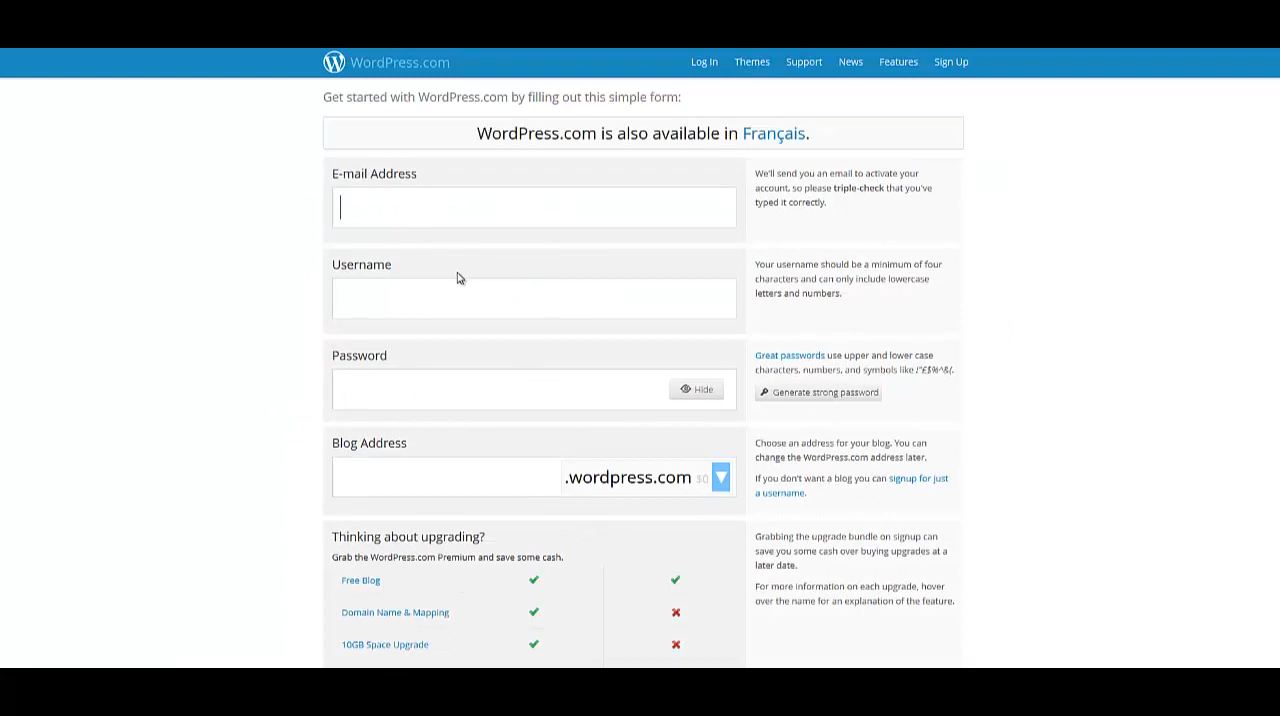 WordPress.com
Log In Themes Support News Features Sign Up
Get started with WordPress.com by filling out this simple form:
WordPress.com is also available in Français.
E-mail Address
We'll send you an email to activate your
account, so please triple-check that you've
typed it correctly.
Username
Your username should be a minimum of four
characters and can only include lowercase
letters and numbers.
Password
Hide
Great passwords use upper and lower case
characters, numbers, and symbols like !"£$%^&(.
Generate strong password
Blog Address
.wordpress.com $0
Choose an address for your blog. You can
change the WordPress.com address later.
If you don't want a blog you can signup for just
a username.
Thinking about upgrading?
Grab the WordPress.com Premium and save some cash.
Free Blog
Domain Name & Mapping
10GB Space Upgrade
Grabbing the upgrade bundle on signup can
save you some cash over buying upgrades at a
later date.
For more information on each upgrade, hover
over the name for an explanation of the feature.